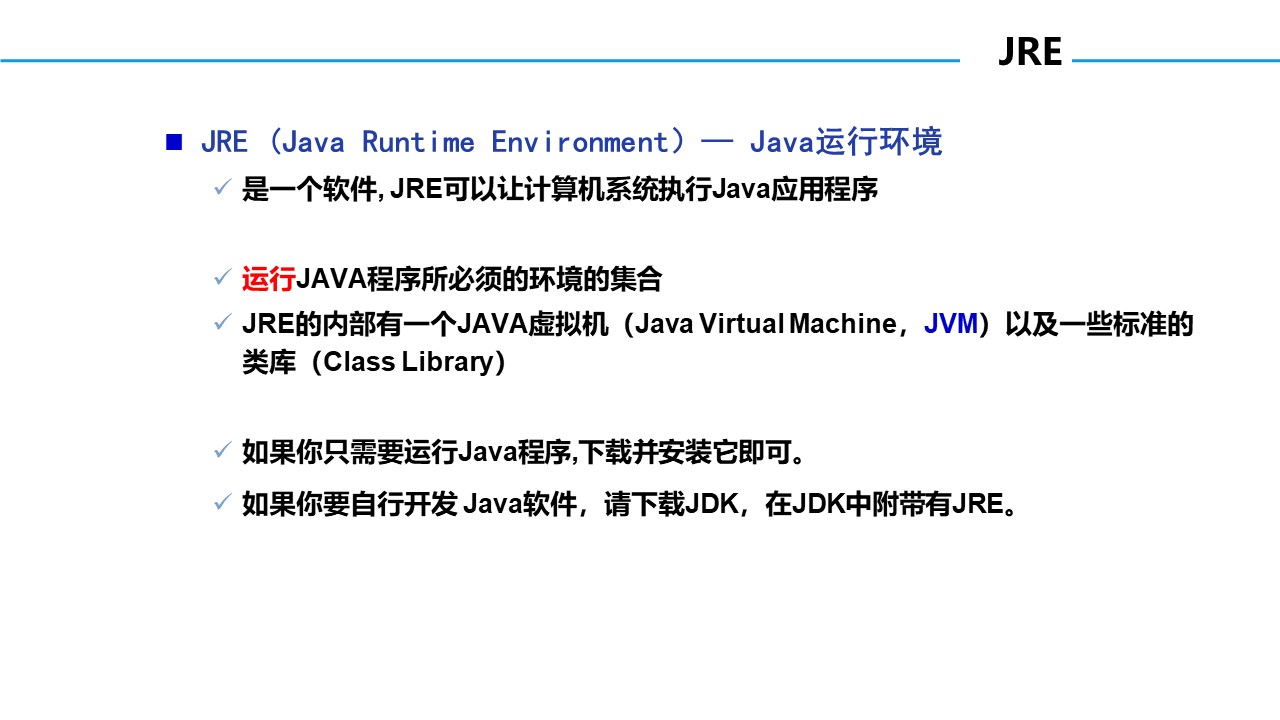 JRE
JRE（Java Runtime Environment）— Java运行环境
是一个软件, JRE可以让计算机系统执行Java应用程序
运行JAVA程序所必须的环境的集合
JRE的内部有一个JAVA虚拟机（Java Virtual Machine，JVM）以及一些标准的
类库（Class Library）
如果你只需要运行Java程序,下载并安装它即可。
如果你要自行开发 Java软件，请下载JDK，在JDK中附带有JRE。